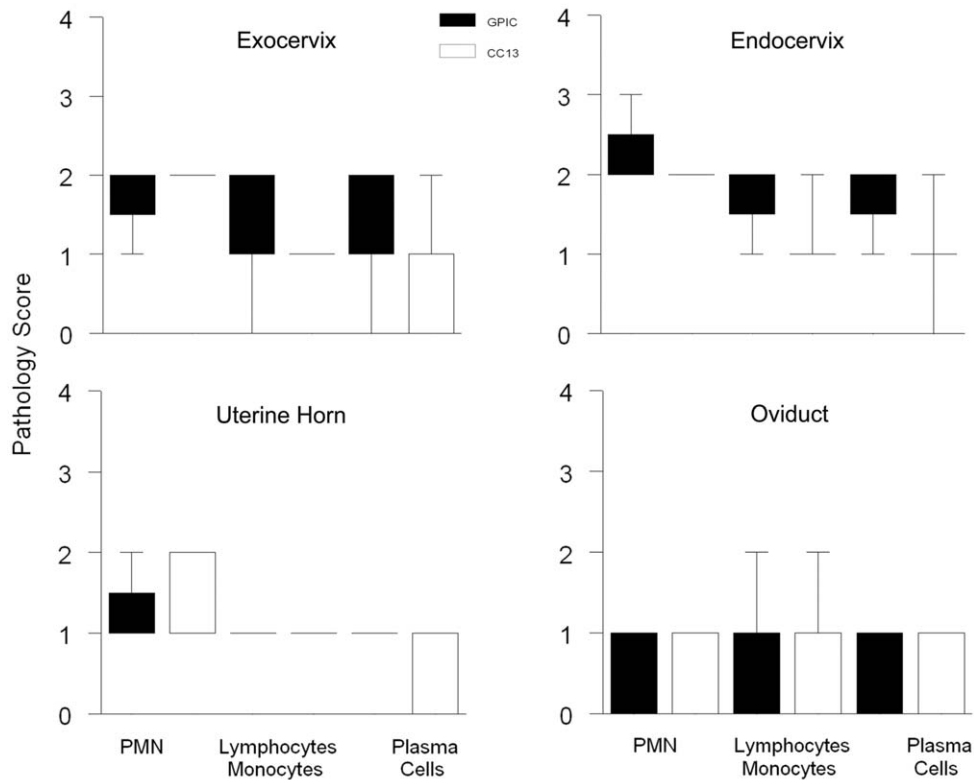 GPIC
CC13
Exocervix
4
3
2
1
0
Endocervix
4
3
2
1
0
Pathology Score
Uterine Horn
4
3
2
1
0
PMN
Lymphocytes
Monocytes
Plasma
Cells
Oviduct
4
3
2
1
0
PMN
Lymphocytes
Monocytes
Plasma
Cells